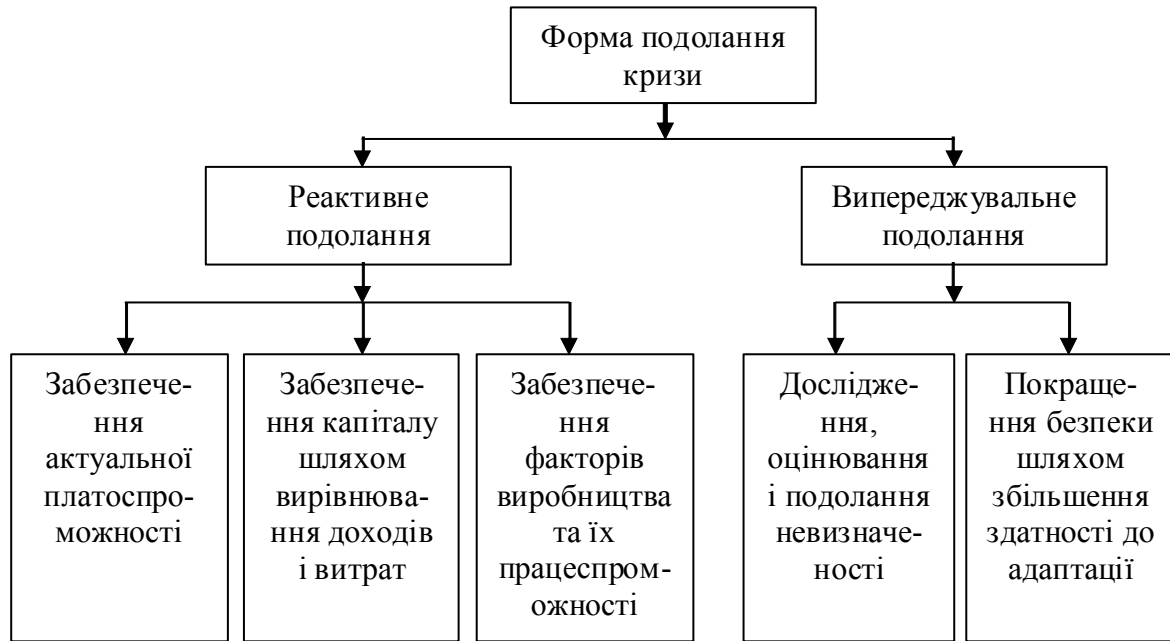 Форма подолання
кризи
Реактивне
подолання
Випереджувальне
подолання
Забезпече-
ння
актуальної
платоспро-
можності
Забезпече-
ння капіталу
шляхом
вирівнюва-
ння доходів
і витрат
Забезпече-
ння
факторів
виробництва
та їх
працеспром-
ожності
Дослідже-
ння,
оцінювання
і подолання
невизначе-
ності
Покраще-
ння безпеки
шляхом
збільшення
здатності до
адаптації